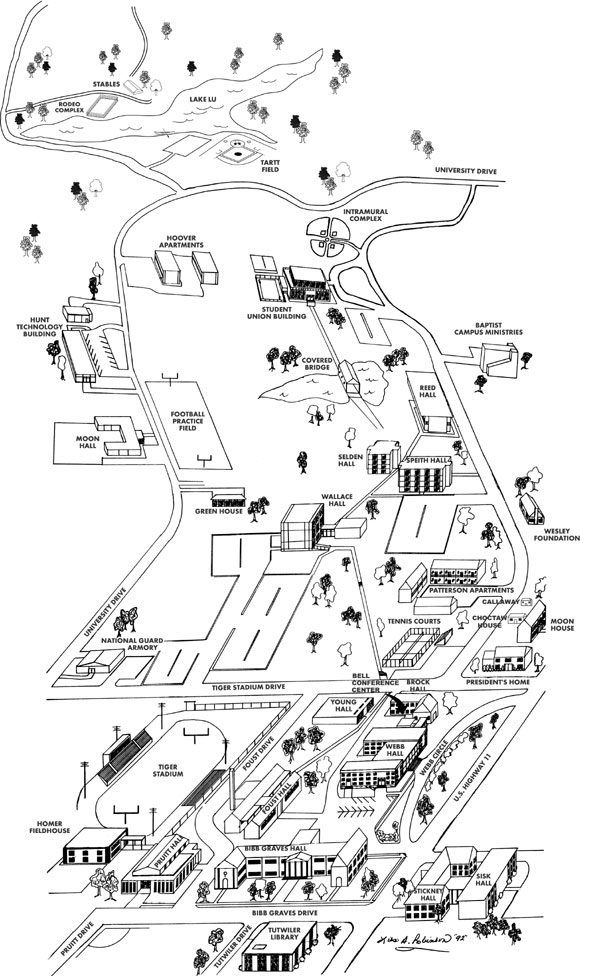 STABLES
RODEO
COMPLEX
LAKE LU
TARTT
FIELD
UNIVERSITY DRIVE
INTRAMURAL
COMPLEX
HOOVER
APARTMENTS
STUDENT
UNION BUILDING
HUNT
TECHNOLOGY
BUILDING
BAPTIST
CAMPUS MINISTRIES
COVERED
BRIDGE
REED
HALL
FOOTBALL
PRACTICE
FIELD
MOON
HALL
SELDEN
HALL
SPEITH HALL
WALLACE
HALL
GREEN HOUSE
WESLEY
FOUNDATION
PATTERSON APARTMENTS
CALLAWAY
CHOCTAW
HOUSE
MOON
HOUSE
UNIVERSITY DRIVE
NATIONAL GUARD
ARMORY
TENNIS COURTS
BELL
CONFERENCE
CENTER
BROCK
HALL
PRESIDENT'S HOME
TIGER STADIUM DRIVE
YOUNG
HALL
WEBB
HALL
WEBB CIRCLE
U.S. HIGHWAY 11
TIGER
STADIUM
FOUST DRIVE
FOUST HALL
HOMER
FIELDHOUSE
PRUITT HALL
BIBB GRAVES HALL
STICKNEY
HALL
SISK
HALL
BIBB GRAVES DRIVE
PRUITT DRIVE
TUTWILER DRIVE
TUTWILER
LIBRARY
A. Robinson '92